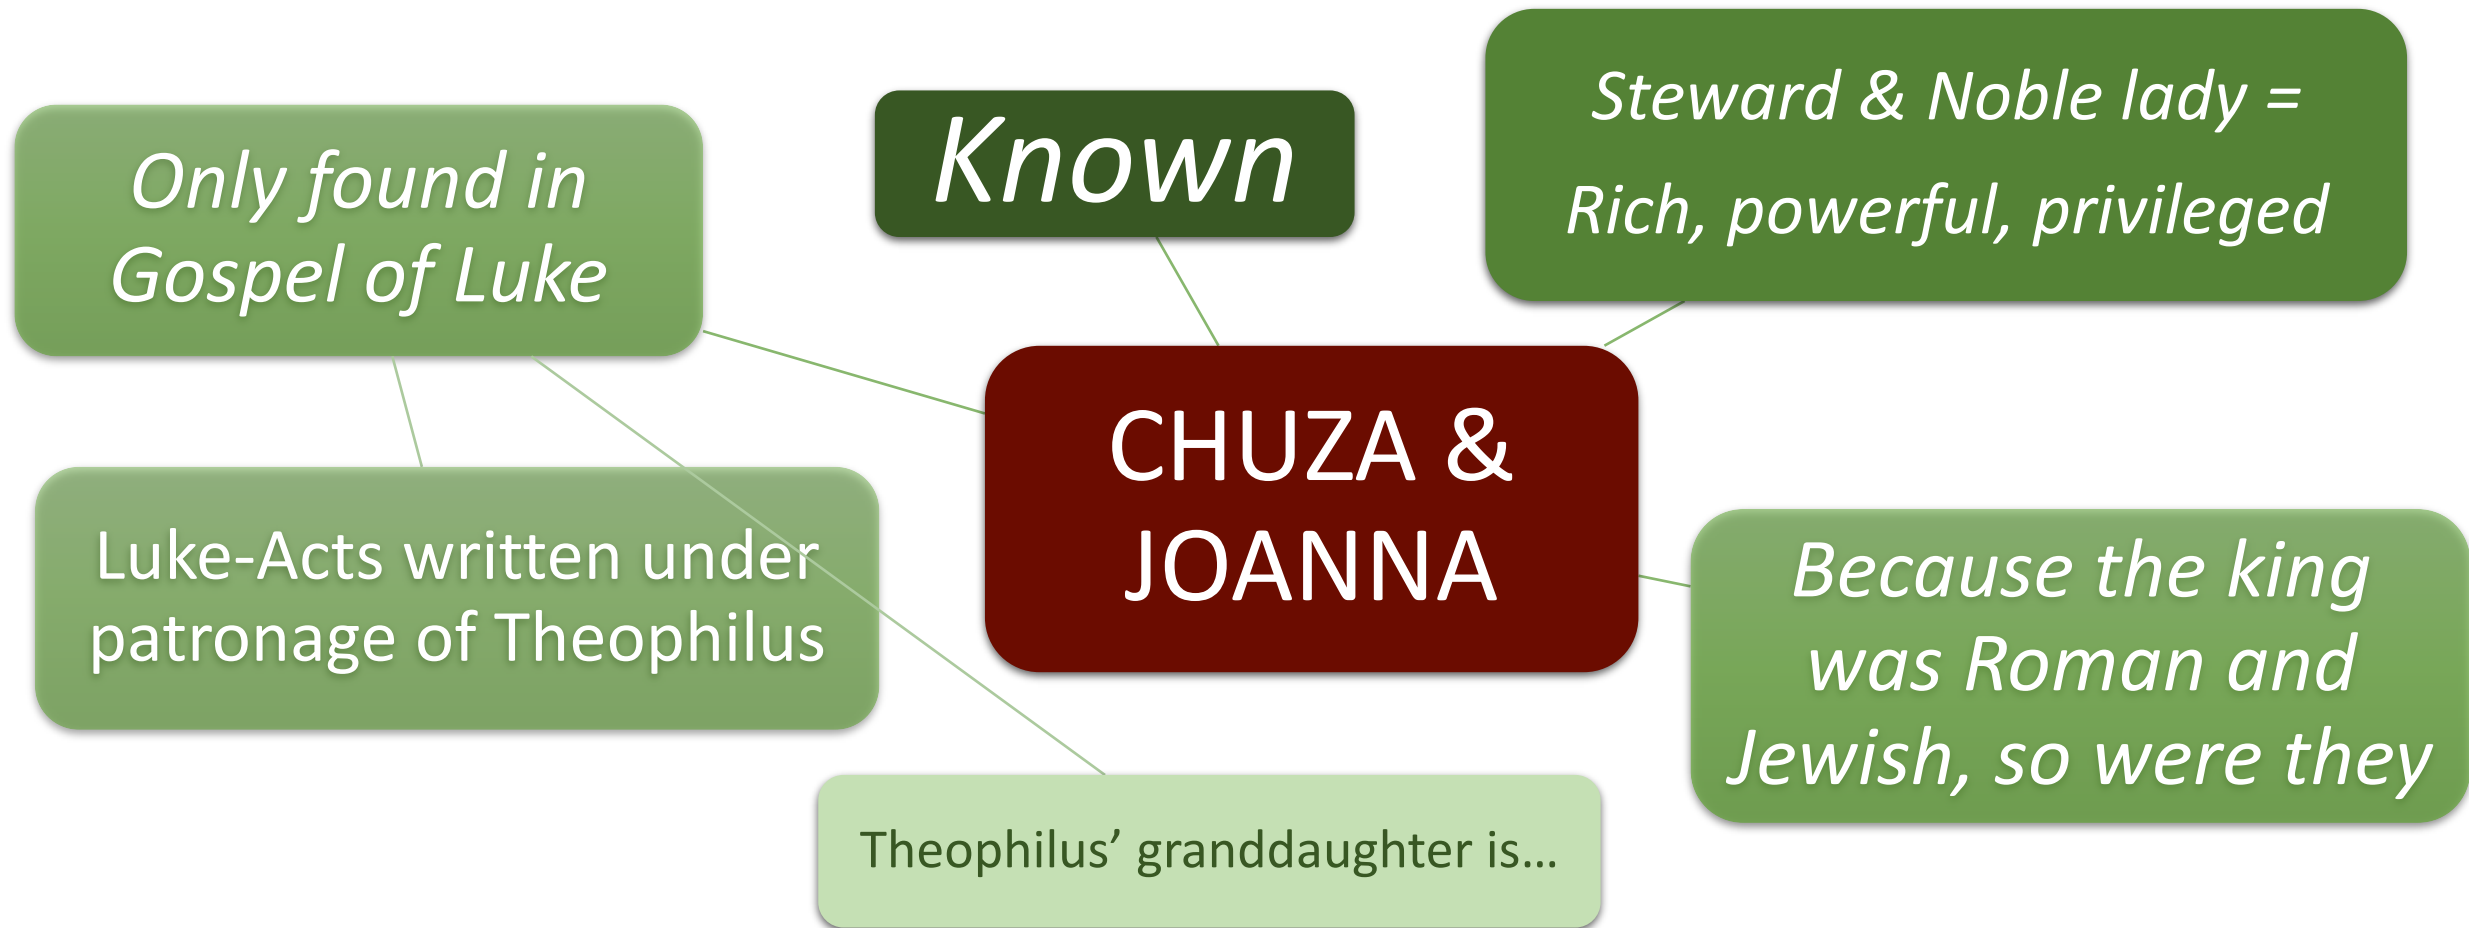 Known
Steward & Noble lady =
Rich, powerful, privileged
Only found in
Gospel of Luke
CHUZA &
JOANNA
Luke-Acts written under
patronage of Theophilus
Because the king
was Roman and
Jewish, so were they
Theophilus’ granddaughter is…